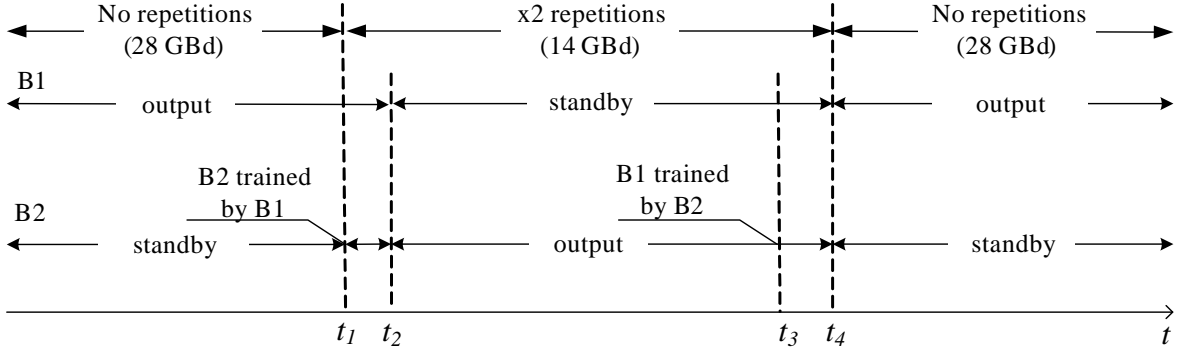 No repetitions
(28 GBd)
x2 repetitions
(14 GBd)
No repetitions
(28 GBd)
B1
output
standby
output
B2 trained
by B1
B1 trained
by B2
B2
standby
output
standby
t1
t2
t3
t4
t